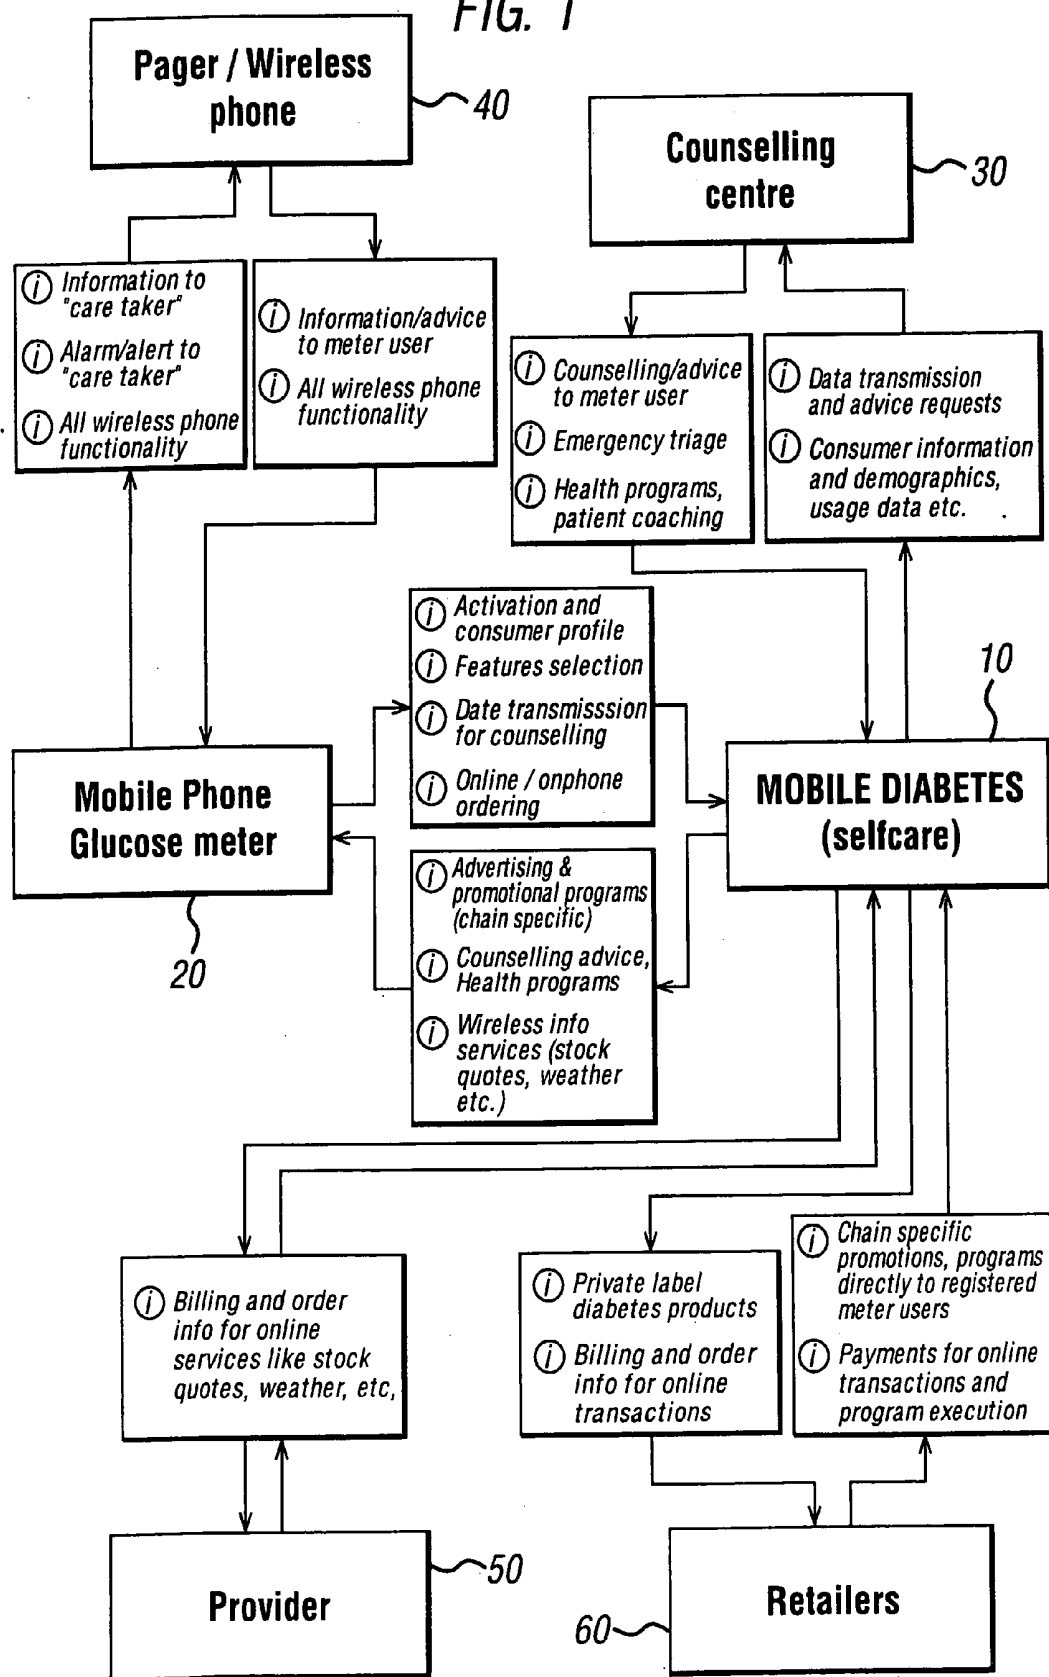 FIG. 1
Pager / Wireless
phone
40
Counselling
centre
30
i Information to
"care taker"
i Alarm/alert to
"care taker"
i All wireless phone
functionality
i Information/advice
to meter user
i All wireless phone
functionality
i Counselling/advice
to meter user
i Emergency triage
i Health programs,
patient coaching
i Data transmission
and advice requests
i Consumer information
and demographics,
usage data etc.
i Activation and
consumer profile
i Features selection
i Date transmisssion
for counselling
i Online / onphone
ordering
10
Mobile Phone
Glucose meter
20
MOBILE DIABETES
(selfcare)
i Advertising &
promotional programs
(chain specific)
i Counselling advice,
Health programs
i Wireless info
services (stock
quotes, weather
etc.)
i Billing and order
info for online
services like stock
quotes, weather, etc,
i Private label
diabetes products
i Billing and order
info for online
transactions
i Chain specific
promotions, programs
directly to registered
meter users
i Payments for online
transactions and
program execution
Provider
50
Retailers
60